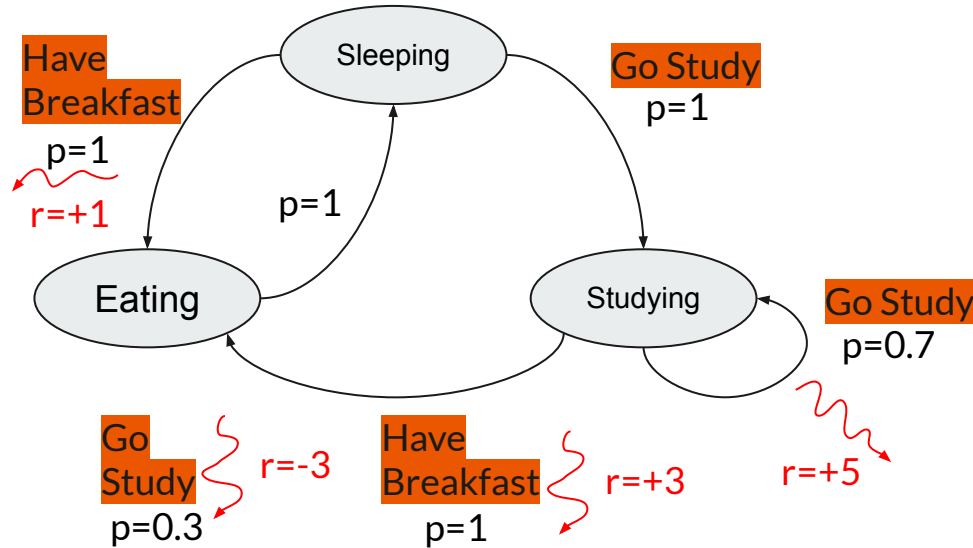 Sleeping
Have
Breakfast
p=1
r=+1
Go Study
p=1
p=1
Eating
Studying
Go Study
p=0.7
r=+5
Go
Study
p=0.3
r=-3
Have
Breakfast
p=1
r=+3